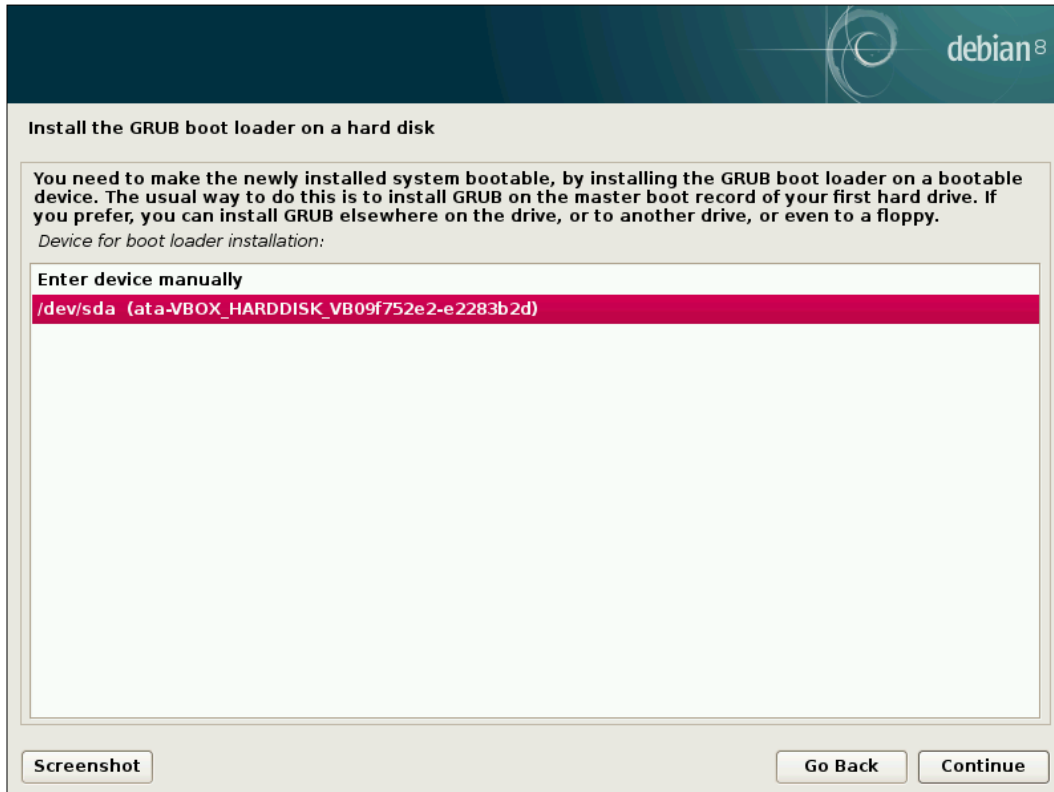 debian 8
Install the GRUB boot loader on a hard disk
You need to make the newly installed system bootable, by installing the GRUB boot loader on a bootable
device. The usual way to do this is to install GRUB on the master boot record of your first hard drive. If
you prefer, you can install GRUB elsewhere on the drive, or to another drive, or even to a floppy.
Device for boot loader installation:
Enter device manually
/dev/sda (ata-VBOX_HARDDISK_VB09f752e2-e2283b2d)
Screenshot
Go Back
Continue